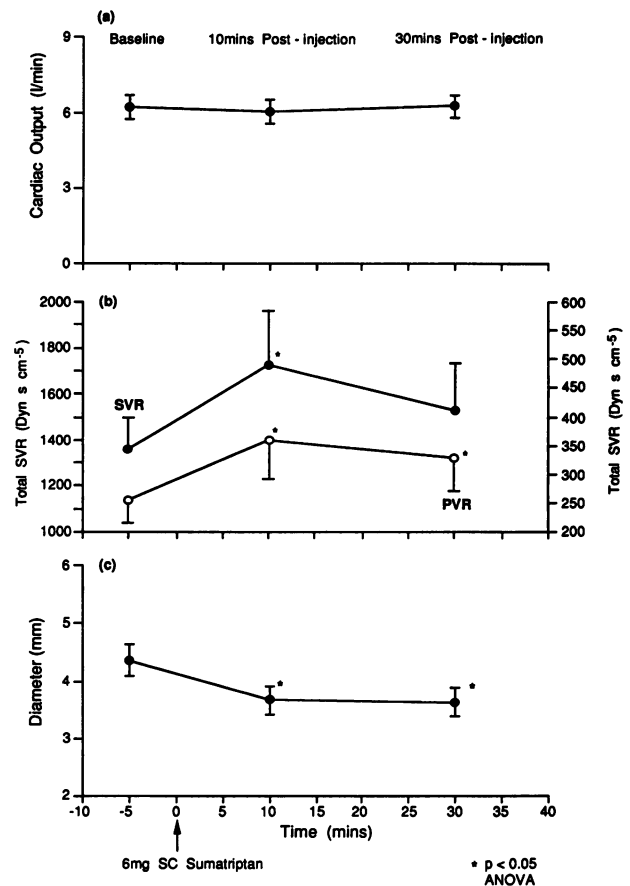 (a)
Baseline 10mins Post - injection 30mins Post - injection
9
6
3
0
Cardiac Output (l/min)
(b)
2000
1800
1600
1400
1200
1000
Total SVR (Dyn s cm-5)
SVR
*
*
*
PVR
600
550
500
450
400
350
300
250
200
Total SVR (Dyn s cm-5)
(c)
6
5
4
3
2
Diameter (mm)
*
*
-10 -5 0 5 10 15 20 25 30 35 40
Time (mins)
6mg SC Sumatriptan
* p < 0.05
ANOVA